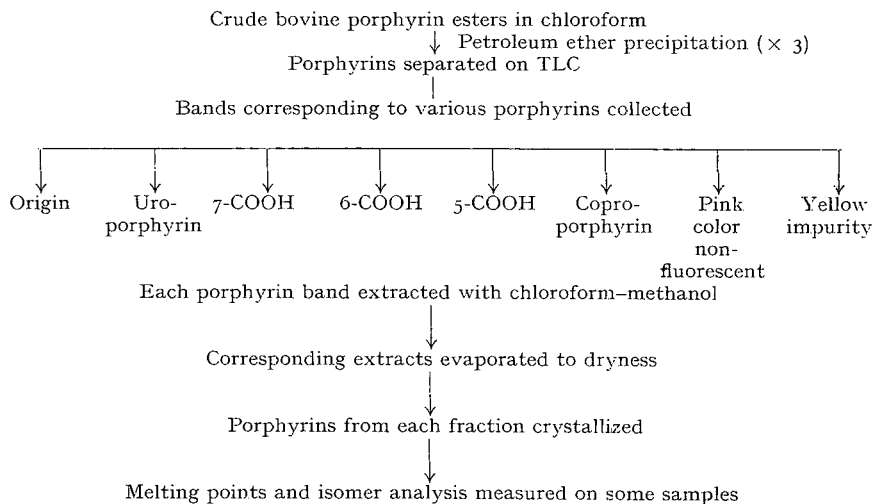 Crude bovine porphyrin esters in chloroform
Petroleum ether precipitation (× 3)
Porphyrins separated on TLC
Bands corresponding to various porphyrins collected
Origin
Uro-
porphyrin
7-COOH
6-COOH
5-COOH
Copro-
porphyrin
Pink
color
non-
fluorescent
Yellow
impurity
Each porphyrin band extracted with chloroform–methanol
Corresponding extracts evaporated to dryness
Porphyrins from each fraction crystallized
Melting points and isomer analysis measured on some samples